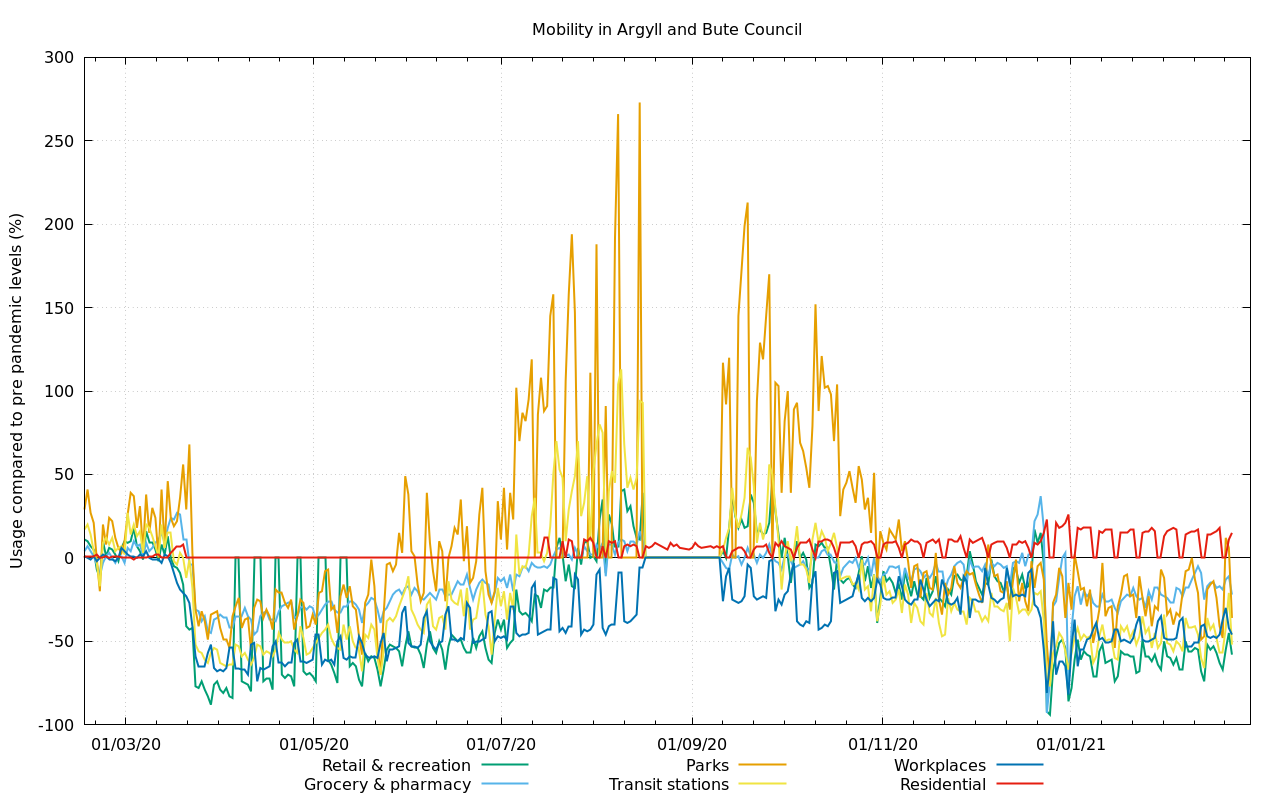 Mobility in Argyll and Bute Council
Usage compared to pre pandemic levels (%)
300
250
200
150
100
50
0
-50
-100
01/03/20 01/05/20 01/07/20 01/09/20 01/11/20 01/01/21
Retail & recreation Parks Workplaces
Grocery & pharmacy Transit stations Residential